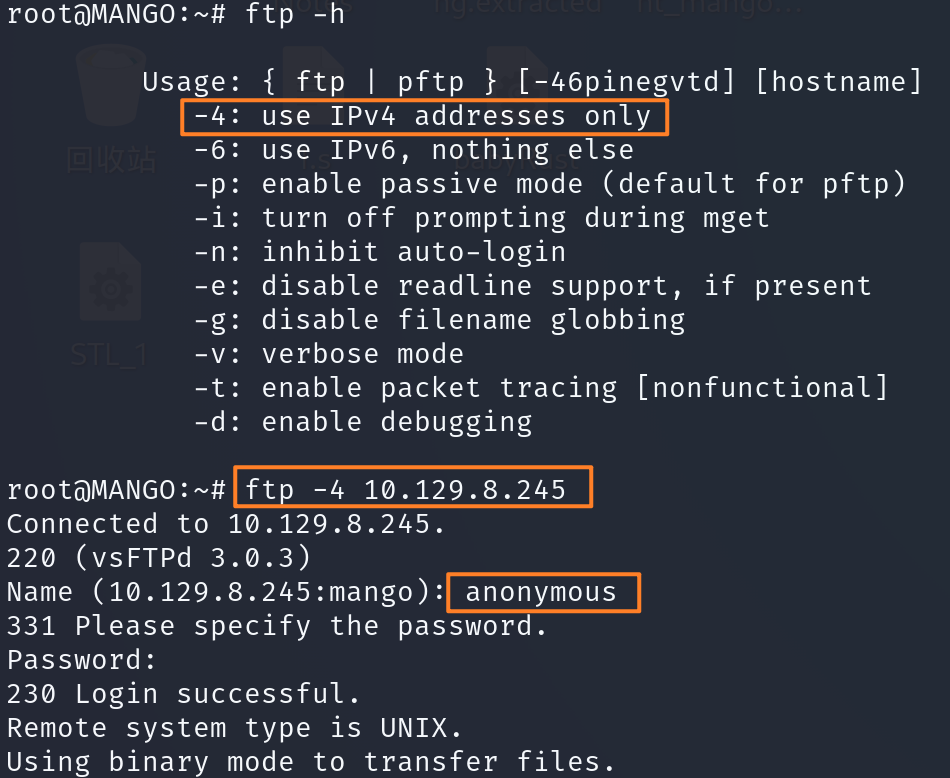 root@MANGO:~# ftp -h
Usage: { ftp | pftp } [-46pinegvtd] [hostname]
-4: use IPv4 addresses only
-6: use IPv6, nothing else
-p: enable passive mode (default for pftp)
-i: turn off prompting during mget
-n: inhibit auto-login
-e: disable readline support, if present
-g: disable filename globbing
-v: verbose mode
-t: enable packet tracing [nonfunctional]
-d: enable debugging
root@MANGO:~# ftp -4 10.129.8.245
Connected to 10.129.8.245.
220 (vsFTPd 3.0.3)
Name (10.129.8.245:mango): anonymous
331 Please specify the password.
Password:
230 Login successful.
Remote system type is UNIX.
Using binary mode to transfer files.
回收站
STL_1